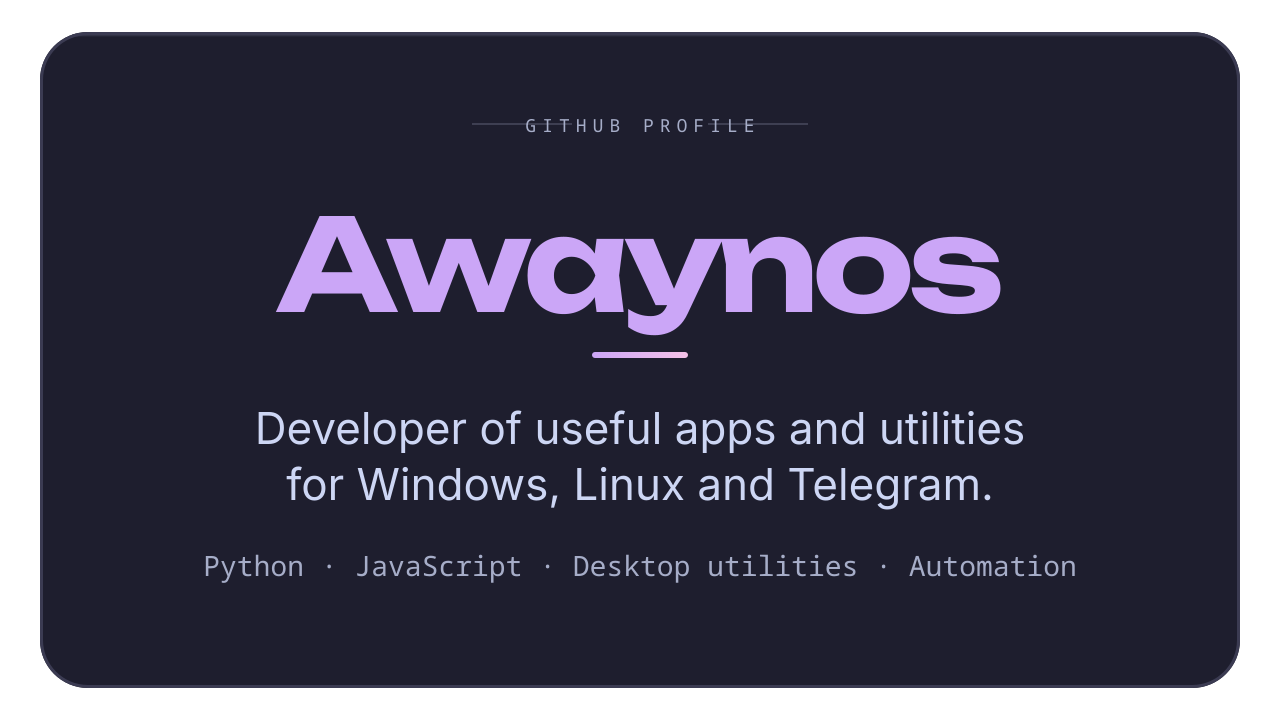 GITHUB PROFILE
Awaynos
Developer of useful apps and utilities
for Windows, Linux and Telegram.
Python · JavaScript · Desktop utilities · Automation